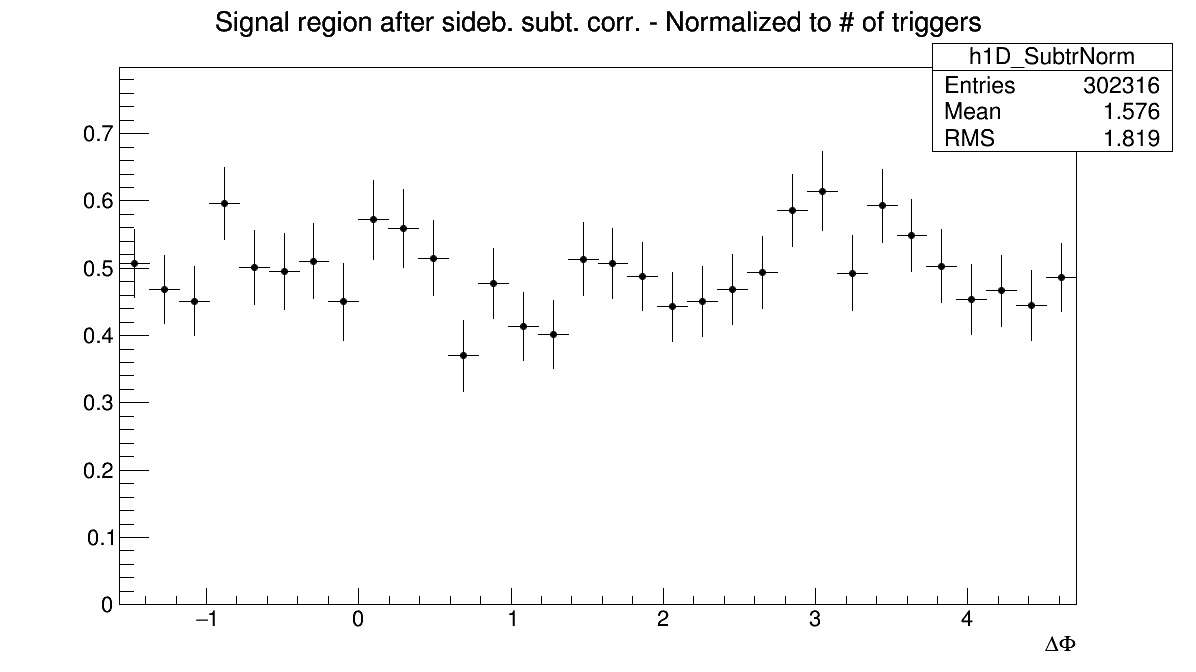 Signal region after sideb. subt. corr. - Normalized to # of triggers
h1D_SubtrNorm
Entries 302316
Mean 1.576
RMS 1.819
0.7
0.6
0.5
0.4
0.3
0.2
0.1
0
−1 0 1 2 3 4
ΔΦ